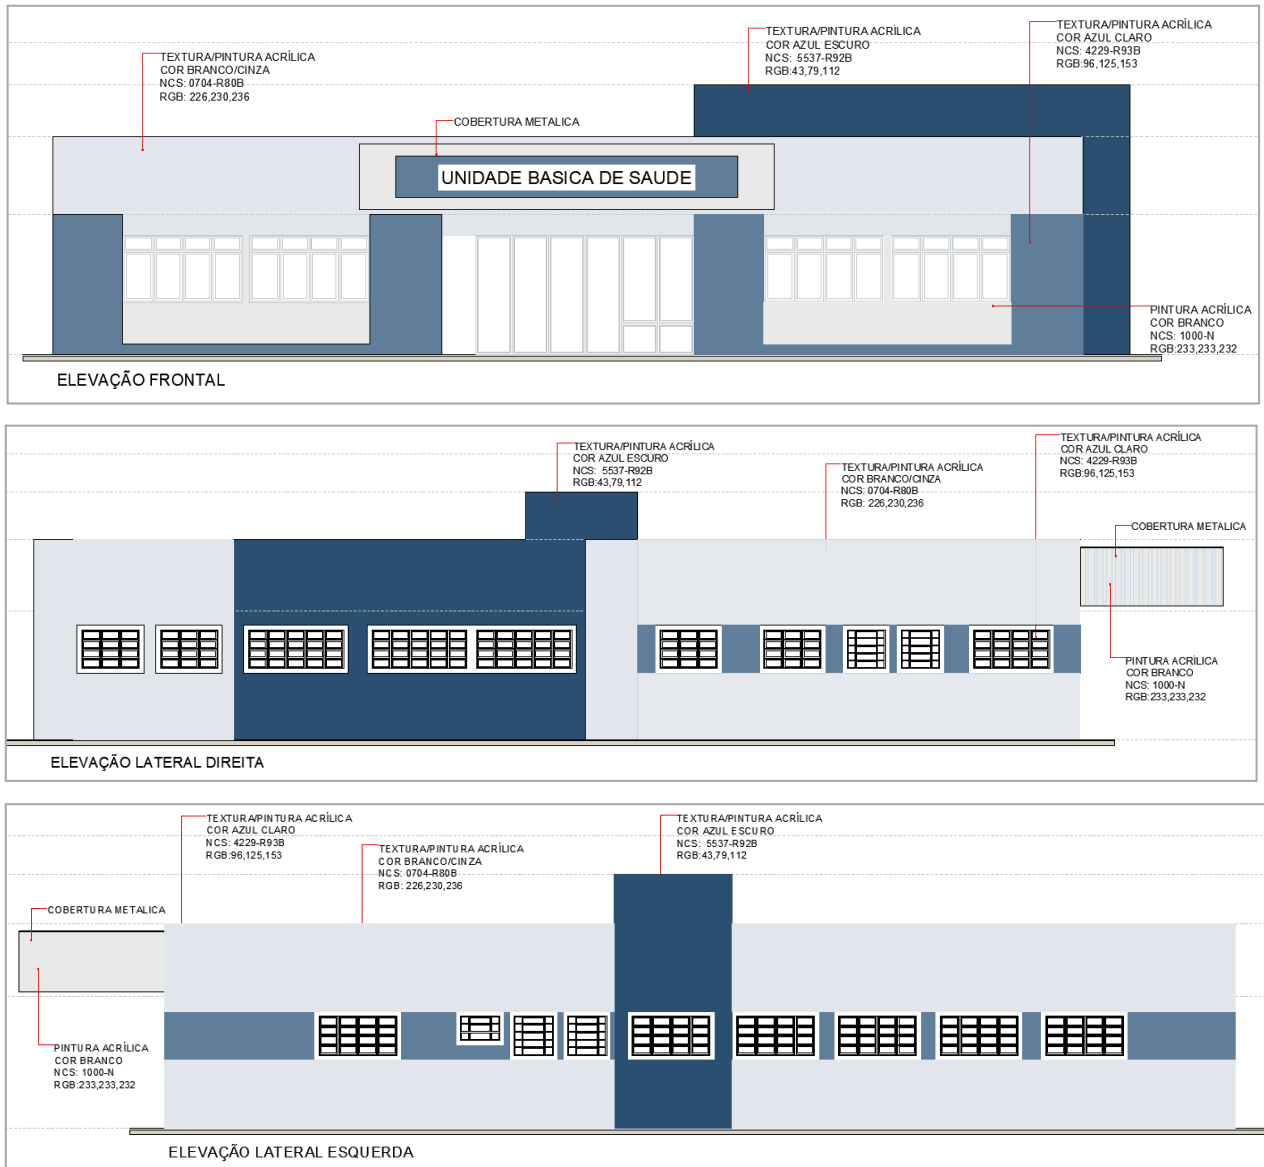 TEXTURA/PINTURA ACRÍLICA
COR BRANCO/CINZA
NCS: 0704-R80B
RGB: 226,230,236
COBERTURA METALICA
TEXTURA/PINTURA ACRÍLICA
COR AZUL ESCURO
NCS: 5537-R92B
RGB:43,79,112
TEXTURA/PINTURA ACRÍLICA
COR AZUL CLARO
NCS: 4229-R93B
RGB:96,125,153
UNIDADE BASICA DE SAUDE
PINTURA ACRÍLICA
COR BRANCO
NCS: 1000-N
RGB:233,233,232
ELEVAÇÃO FRONTAL
TEXTURA/PINTURA ACRÍLICA
COR AZUL ESCURO
NCS: 5537-R92B
RGB:43,79,112
TEXTURA/PINTURA ACRÍLICA
COR BRANCO/CINZA
NCS: 0704-R80B
RGB: 226,230,236
TEXTURA/PINTURA ACRÍLICA
COR AZUL CLARO
NCS: 4229-R93B
RGB:96,125,153
COBERTURA METALICA
PINTURA ACRÍLICA
COR BRANCO
NCS: 1000-N
RGB:233,233,232
ELEVAÇÃO LATERAL DIREITA
TEXTURA/PINTURA ACRÍLICA
COR AZUL CLARO
NCS: 4229-R93B
RGB:96,125,153
TEXTURA/PINTURA ACRÍLICA
COR BRANCO/CINZA
NCS: 0704-R80B
RGB: 226,230,236
TEXTURA/PINTURA ACRÍLICA
COR AZUL ESCURO
NCS: 5537-R92B
RGB:43,79,112
COBERTURA METALICA
PINTURA ACRÍLICA
COR BRANCO
NCS: 1000-N
RGB:233,233,232
ELEVAÇÃO LATERAL ESQUERDA